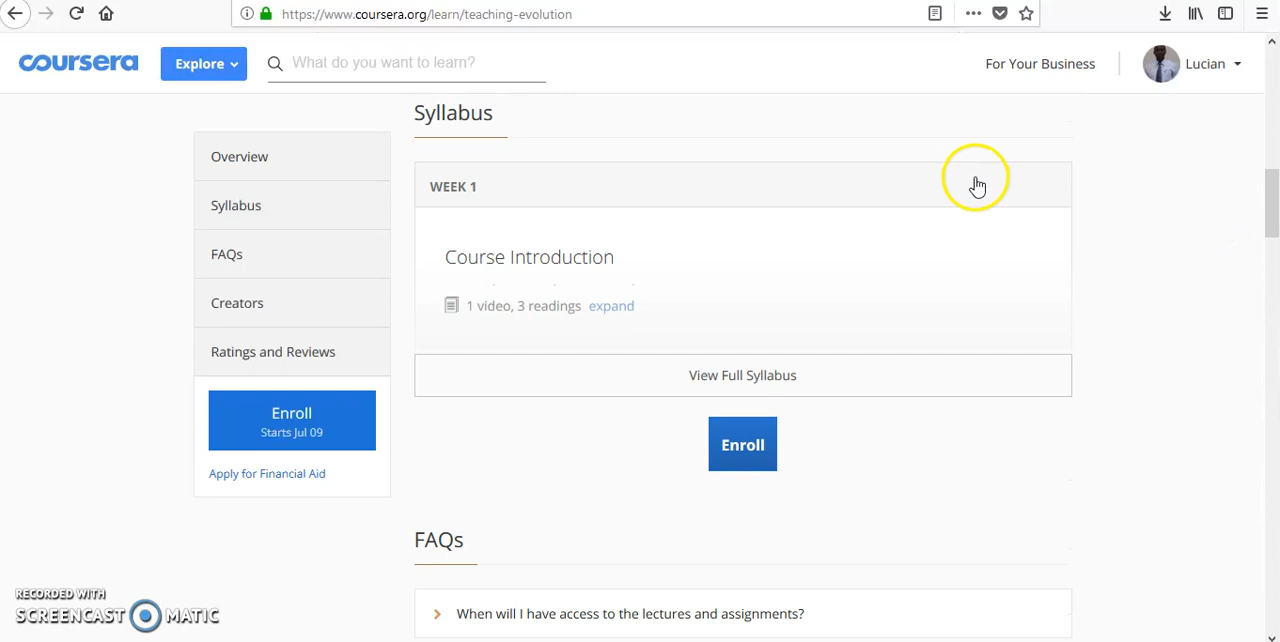 https://www.coursera.org/learn/teaching-evolution
coursera
Explore
What do you want to learn?
For Your Business
Lucian
Syllabus
Overview
Syllabus
FAQs
Creators
Ratings and Reviews
Enroll
Starts Jul 09
Apply for Financial Aid
WEEK 1
Course Introduction
1 video, 3 readings expand
View Full Syllabus
Enroll
FAQs
When will I have access to the lectures and assignments?
RECORDED WITH
SCREENCAST MATIC